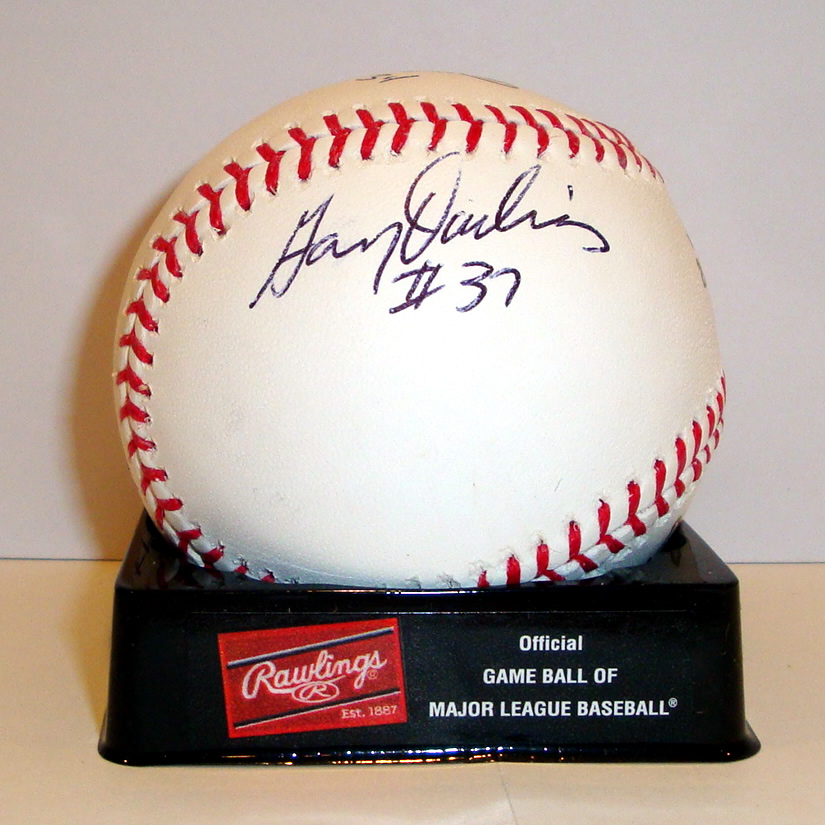 Gary Darling
#37
Rawlings®
R
Est. 1887
Official
GAME BALL OF
MAJOR LEAGUE BASEBALL®